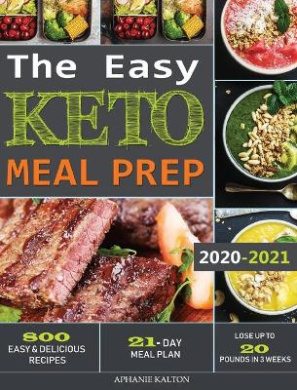 The Easy
KETO
MEAL PREP
2020-2021
800
EASY & DELICIOUS
RECIPES
21-DAY
MEAL PLAN
LOSE UP TO
20
POUNDS IN 3 WEEKS
APHANIE KALTON